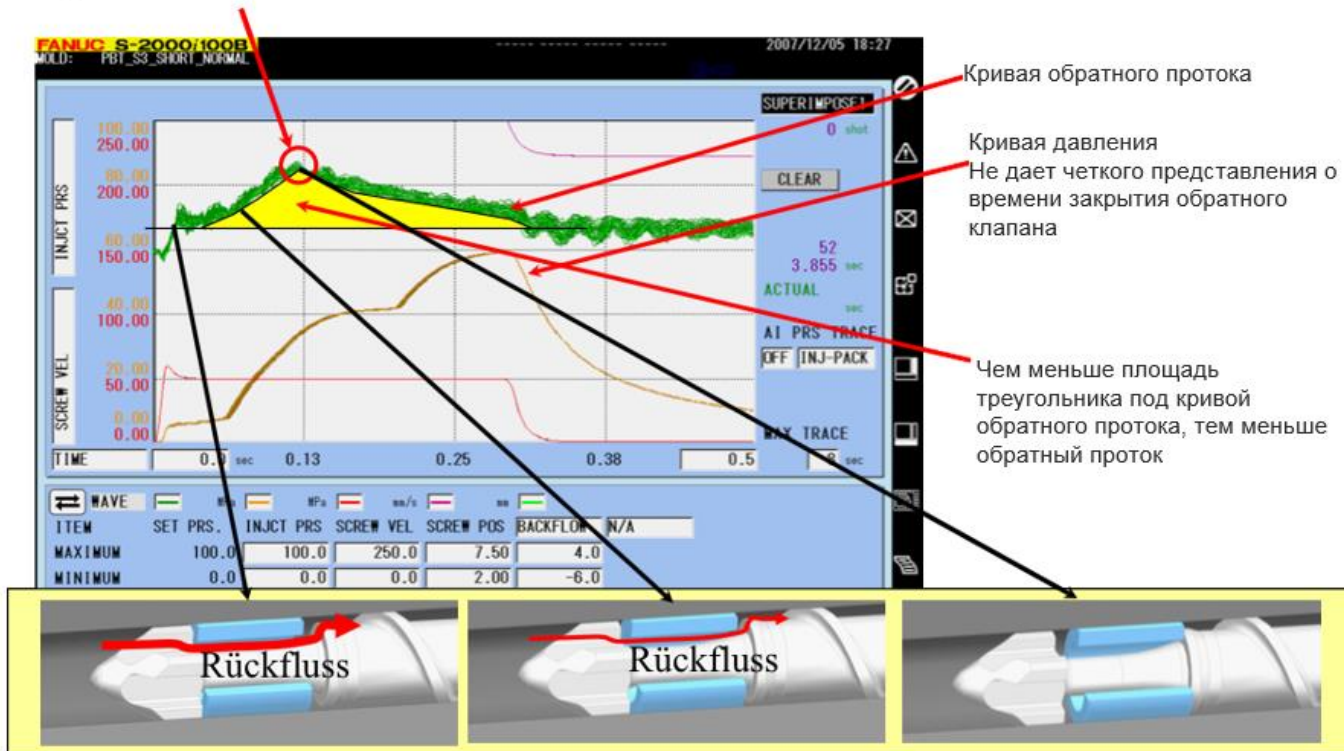 FANUC S-2000i100B
MOLD: PBT_S3_SHORT_NORMAL
2007/12/05 18:27
Кривая обратного протока
Кривая давления
Не дает четкого представления о
времени закрытия обратного
клапана
Чем меньше площадь
треугольника под кривой
обратного протока, тем меньше
обратный проток
SUPERIMPOSE1
0 shot
CLEAR
52
3.855 sec
ACTUAL
sec
AI PRS TRACE
OFF INJ-PACK
MAX TRACE
8 sec
INJCT PRS
SCREW VEL
100.00
250.00
80.00
200.00
60.00
150.00
40.00
100.00
20.00
50.00
0.00
0.00
TIME 0.0 sec 0.13 0.25 0.38 0.5
WAVE MPa MPa mm/s mm
ITEM SET PRS. INJCT PRS SCREW VEL SCREW POS BACKFLOW N/A
MAXIMUM 100.0 100.0 250.0 7.50 4.0
MINIMUM 0.0 0.0 0.0 2.00 -6.0
Rückfluss
Rückfluss